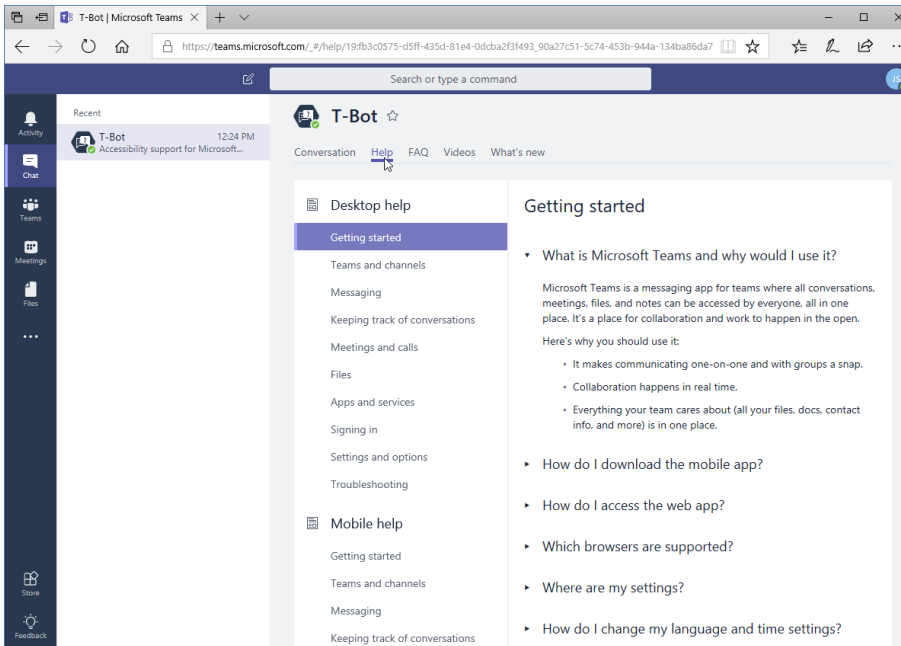 T-Bot | Microsoft Teams
https://teams.microsoft.com/_#/help/19:fb3c0575-d5ff-435d-81e4-0dcba2f3f493_90a27c51-5c74-453b-944a-134ba86da7
Search or type a command
JS
Activity
Chat
Teams
Meetings
Files
Store
Feedback
Recent
T-Bot 12:24 PM
Accessibility support for Microsoft...
T-Bot
Conversation Help FAQ Videos What's new
Desktop help
Getting started
Teams and channels
Messaging
Keeping track of conversations
Meetings and calls
Files
Apps and services
Signing in
Settings and options
Troubleshooting
Mobile help
Getting started
Teams and channels
Messaging
Keeping track of conversations
Getting started
What is Microsoft Teams and why would I use it?
Microsoft Teams is a messaging app for teams where all conversations,
meetings, files, and notes can be accessed by everyone, all in one
place. It's a place for collaboration and work to happen in the open.
Here's why you should use it:
• It makes communicating one-on-one and with groups a snap.
• Collaboration happens in real time.
• Everything your team cares about (all your files, docs, contact
info, and more) is in one place.
How do I download the mobile app?
How do I access the web app?
Which browsers are supported?
Where are my settings?
How do I change my language and time settings?